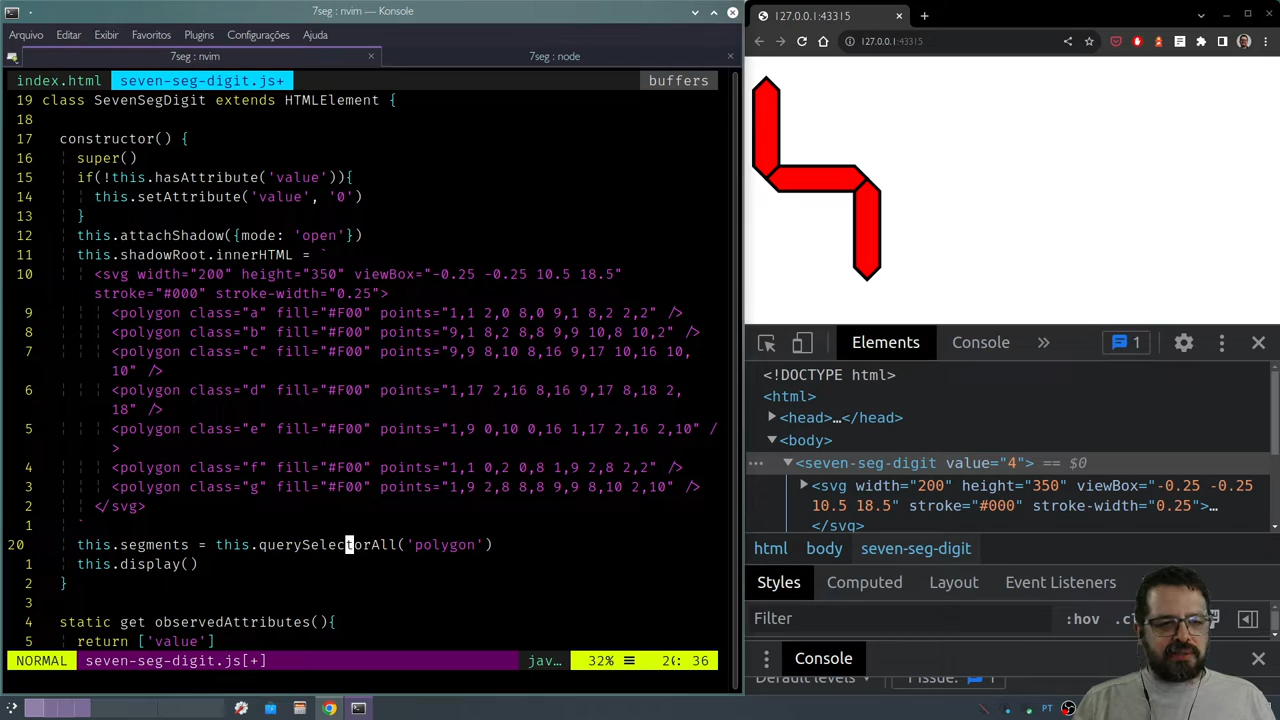 7seg : nvim — Konsole
Arquivo Editar Exibir Favoritos Plugins Configurações Ajuda
7seg : nvim
7seg : node
index.html seven-seg-digit.js+ buffers
19 class SevenSegDigit extends HTMLElement {
18
17 constructor() {
16 super()
15 if(!this.hasAttribute('value')){
14 this.setAttribute('value', '0')
13 }
12 this.attachShadow({mode: 'open'})
11 this.shadowRoot.innerHTML = `
10 <svg width="200" height="350" viewBox="-0.25 -0.25 10.5 18.5"
stroke="#000" stroke-width="0.25">
9 <polygon class="a" fill="#F00" points="1,1 2,0 8,0 9,1 8,2 2,2" />
8 <polygon class="b" fill="#F00" points="9,1 8,2 8,8 9,9 10,8 10,2" />
7 <polygon class="c" fill="#F00" points="9,9 8,10 8,16 9,17 10,16 10,
10" />
6 <polygon class="d" fill="#F00" points="1,17 2,16 8,16 9,17 8,18 2,
18" />
5 <polygon class="e" fill="#F00" points="1,9 0,10 0,16 1,17 2,16 2,10" /
>
4 <polygon class="f" fill="#F00" points="1,1 0,2 0,8 1,9 2,8 2,2" />
3 <polygon class="g" fill="#F00" points="1,9 2,8 8,8 9,9 8,10 2,10" />
2 </svg>
1 `
20 this.segments = this.querySelectorAll('polygon')
1 this.display()
2 }
3
4 static get observedAttributes(){
5 return ['value']
NORMAL seven-seg-digit.js[+] jav… 32% 20: 36
127.0.0.1:43315
127.0.0.1:43315
Elements Console 1
<!DOCTYPE html>
<html>
<head>…</head>
<body>
<seven-seg-digit value="4"> == $0
<svg width="200" height="350" viewBox="-0.25 -0.25
10.5 18.5" stroke="#000" stroke-width="0.25">…
</svg>
html body seven-seg-digit
Styles Computed Layout Event Listeners
Filter :hov
Console
Default levels 1
PT